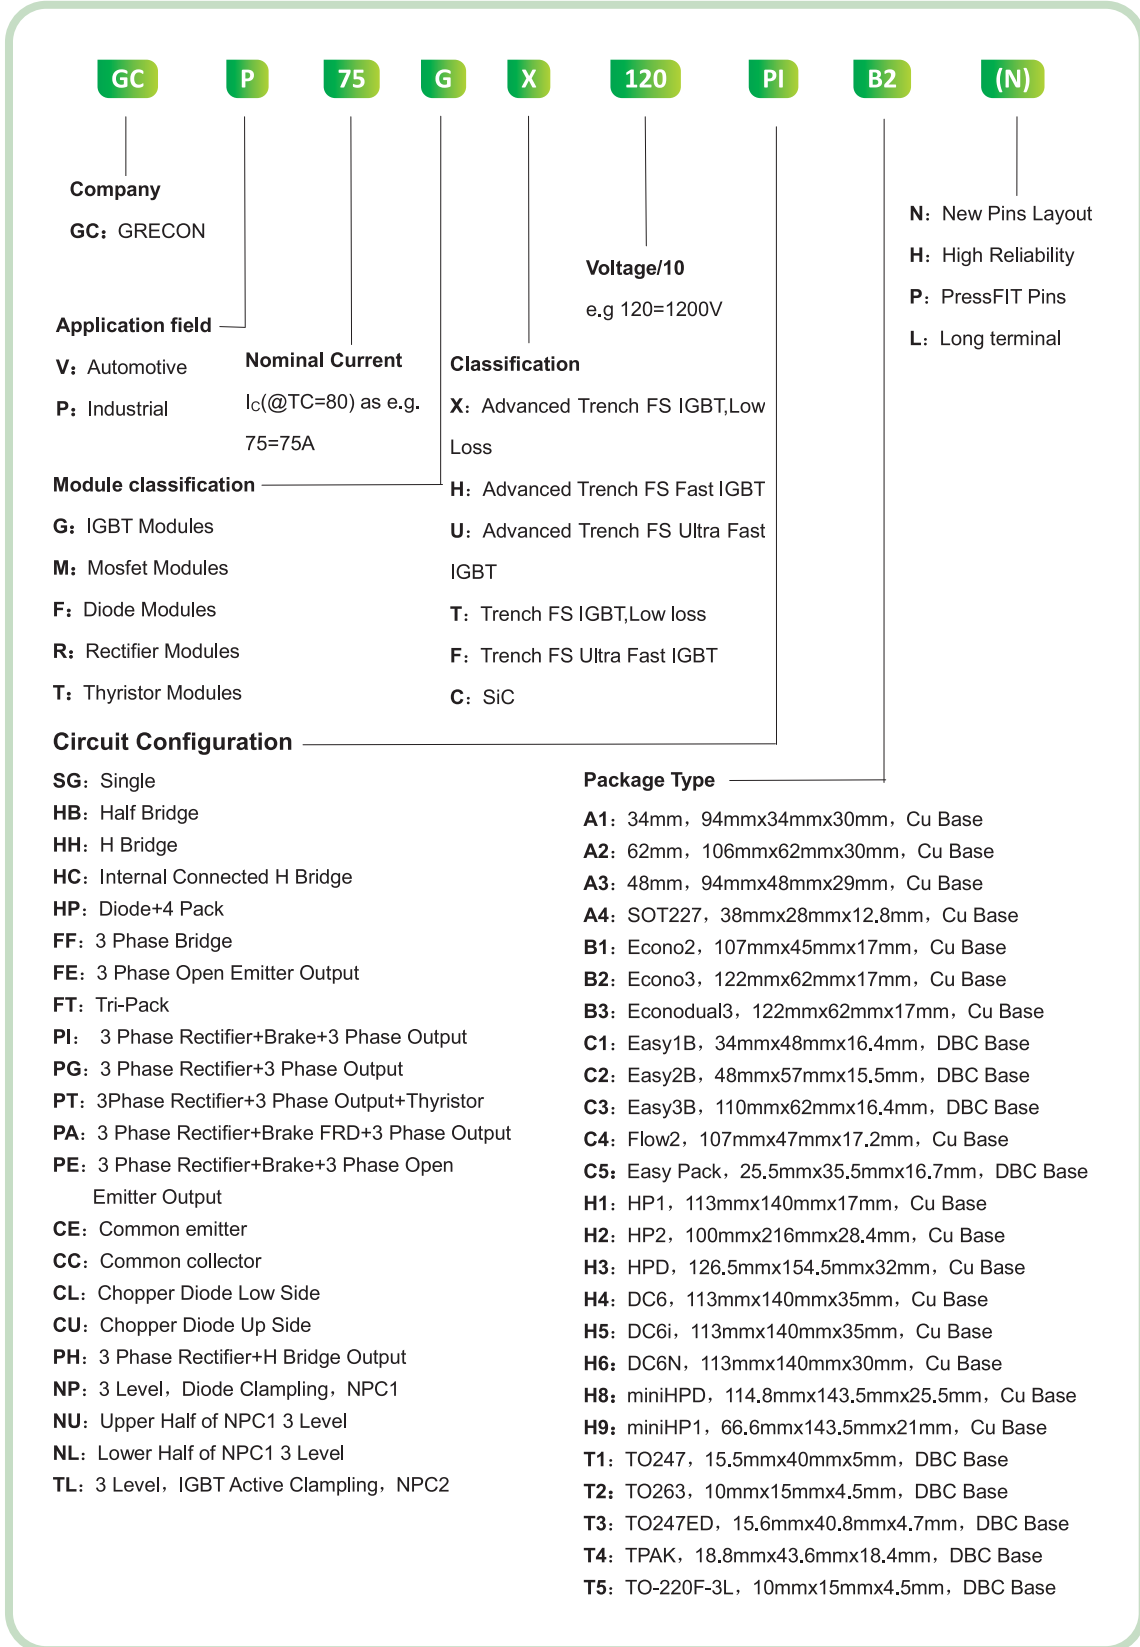 GC P 75 G X 120 PI B2 (N)
Company
GC：GRECON
Application field
V：Automotive
P：Industrial
Nominal Current
IC(@TC=80) as e.g.
75=75A
Voltage/10
e.g 120=1200V
N：New Pins Layout
H：High Reliability
P：PressFIT Pins
L：Long terminal
Module classification
G：IGBT Modules
M：Mosfet Modules
F：Diode Modules
R：Rectifier Modules
T：Thyristor Modules
Classification
X：Advanced Trench FS IGBT,Low
Loss
H：Advanced Trench FS Fast IGBT
U：Advanced Trench FS Ultra Fast
IGBT
T：Trench FS IGBT,Low loss
F：Trench FS Ultra Fast IGBT
C：SiC
Circuit Configuration
SG：Single
HB：Half Bridge
HH：H Bridge
HC：Internal Connected H Bridge
HP：Diode+4 Pack
FF：3 Phase Bridge
FE：3 Phase Open Emitter Output
FT：Tri-Pack
PI： 3 Phase Rectifier+Brake+3 Phase Output
PG：3 Phase Rectifier+3 Phase Output
PT：3Phase Rectifier+3 Phase Output+Thyristor
PA：3 Phase Rectifier+Brake FRD+3 Phase Output
PE：3 Phase Rectifier+Brake+3 Phase Open
Emitter Output
CE：Common emitter
CC：Common collector
CL：Chopper Diode Low Side
CU：Chopper Diode Up Side
PH：3 Phase Rectifier+H Bridge Output
NP：3 Level，Diode Clampling，NPC1
NU：Upper Half of NPC1 3 Level
NL：Lower Half of NPC1 3 Level
TL：3 Level，IGBT Active Clampling，NPC2
Package Type
A1：34mm，94mmx34mmx30mm，Cu Base
A2：62mm，106mmx62mmx30mm，Cu Base
A3：48mm，94mmx48mmx29mm，Cu Base
A4：SOT227，38mmx28mmx12.8mm，Cu Base
B1：Econo2，107mmx45mmx17mm，Cu Base
B2：Econo3，122mmx62mmx17mm，Cu Base
B3：Econodual3，122mmx62mmx17mm，Cu Base
C1：Easy1B，34mmx48mmx16.4mm，DBC Base
C2：Easy2B，48mmx57mmx15.5mm，DBC Base
C3：Easy3B，110mmx62mmx16.4mm，DBC Base
C4：Flow2，107mmx47mmx17.2mm，Cu Base
C5：Easy Pack，25.5mmx35.5mmx16.7mm，DBC Base
H1：HP1，113mmx140mmx17mm，Cu Base
H2：HP2，100mmx216mmx28.4mm，Cu Base
H3：HPD，126.5mmx154.5mmx32mm，Cu Base
H4：DC6，113mmx140mmx35mm，Cu Base
H5：DC6i，113mmx140mmx35mm，Cu Base
H6：DC6N，113mmx140mmx30mm，Cu Base
H8：miniHPD，114.8mmx143.5mmx25.5mm，Cu Base
H9：miniHP1，66.6mmx143.5mmx21mm，Cu Base
T1：TO247，15.5mmx40mmx5mm，DBC Base
T2：TO263，10mmx15mmx4.5mm，DBC Base
T3：TO247ED，15.6mmx40.8mmx4.7mm，DBC Base
T4：TPAK，18.8mmx43.6mmx18.4mm，DBC Base
T5：TO-220F-3L，10mmx15mmx4.5mm，DBC Base